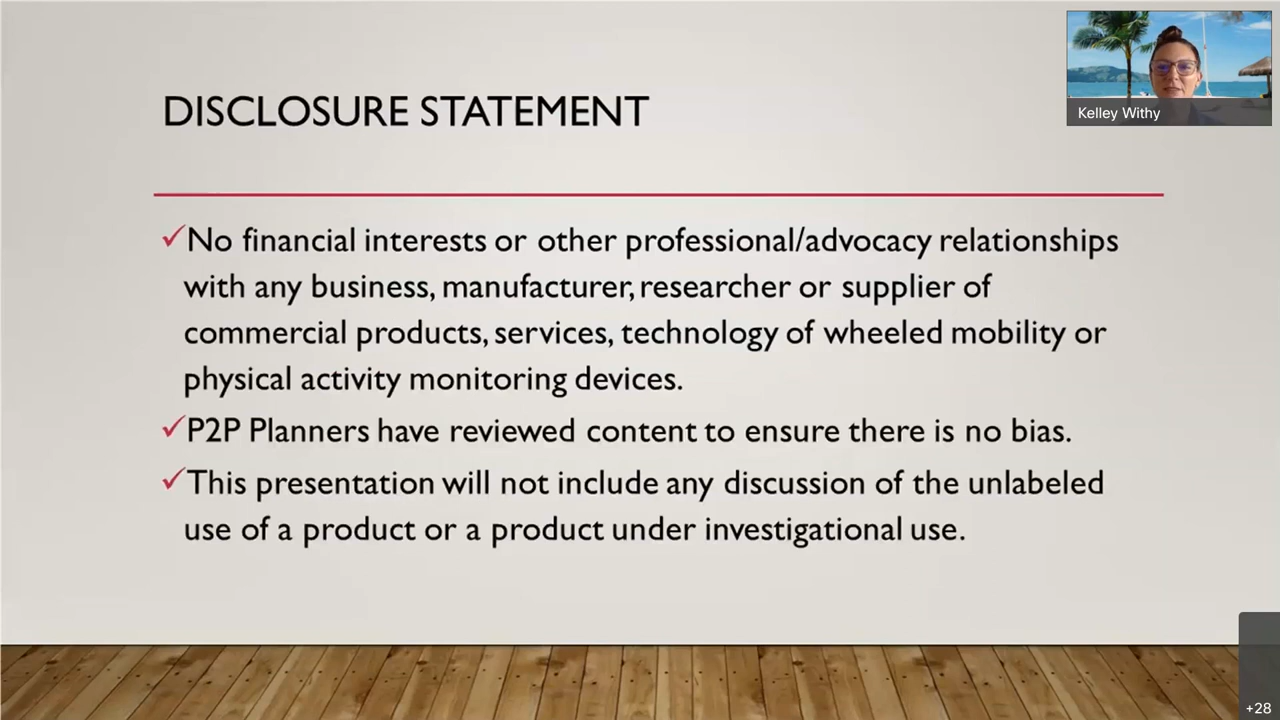 Kelley Withy
DISCLOSURE STATEMENT
✓No financial interests or other professional/advocacy relationships
with any business, manufacturer, researcher or supplier of
commercial products, services, technology of wheeled mobility or
physical activity monitoring devices.
✓P2P Planners have reviewed content to ensure there is no bias.
✓This presentation will not include any discussion of the unlabeled
use of a product or a product under investigational use.
+28